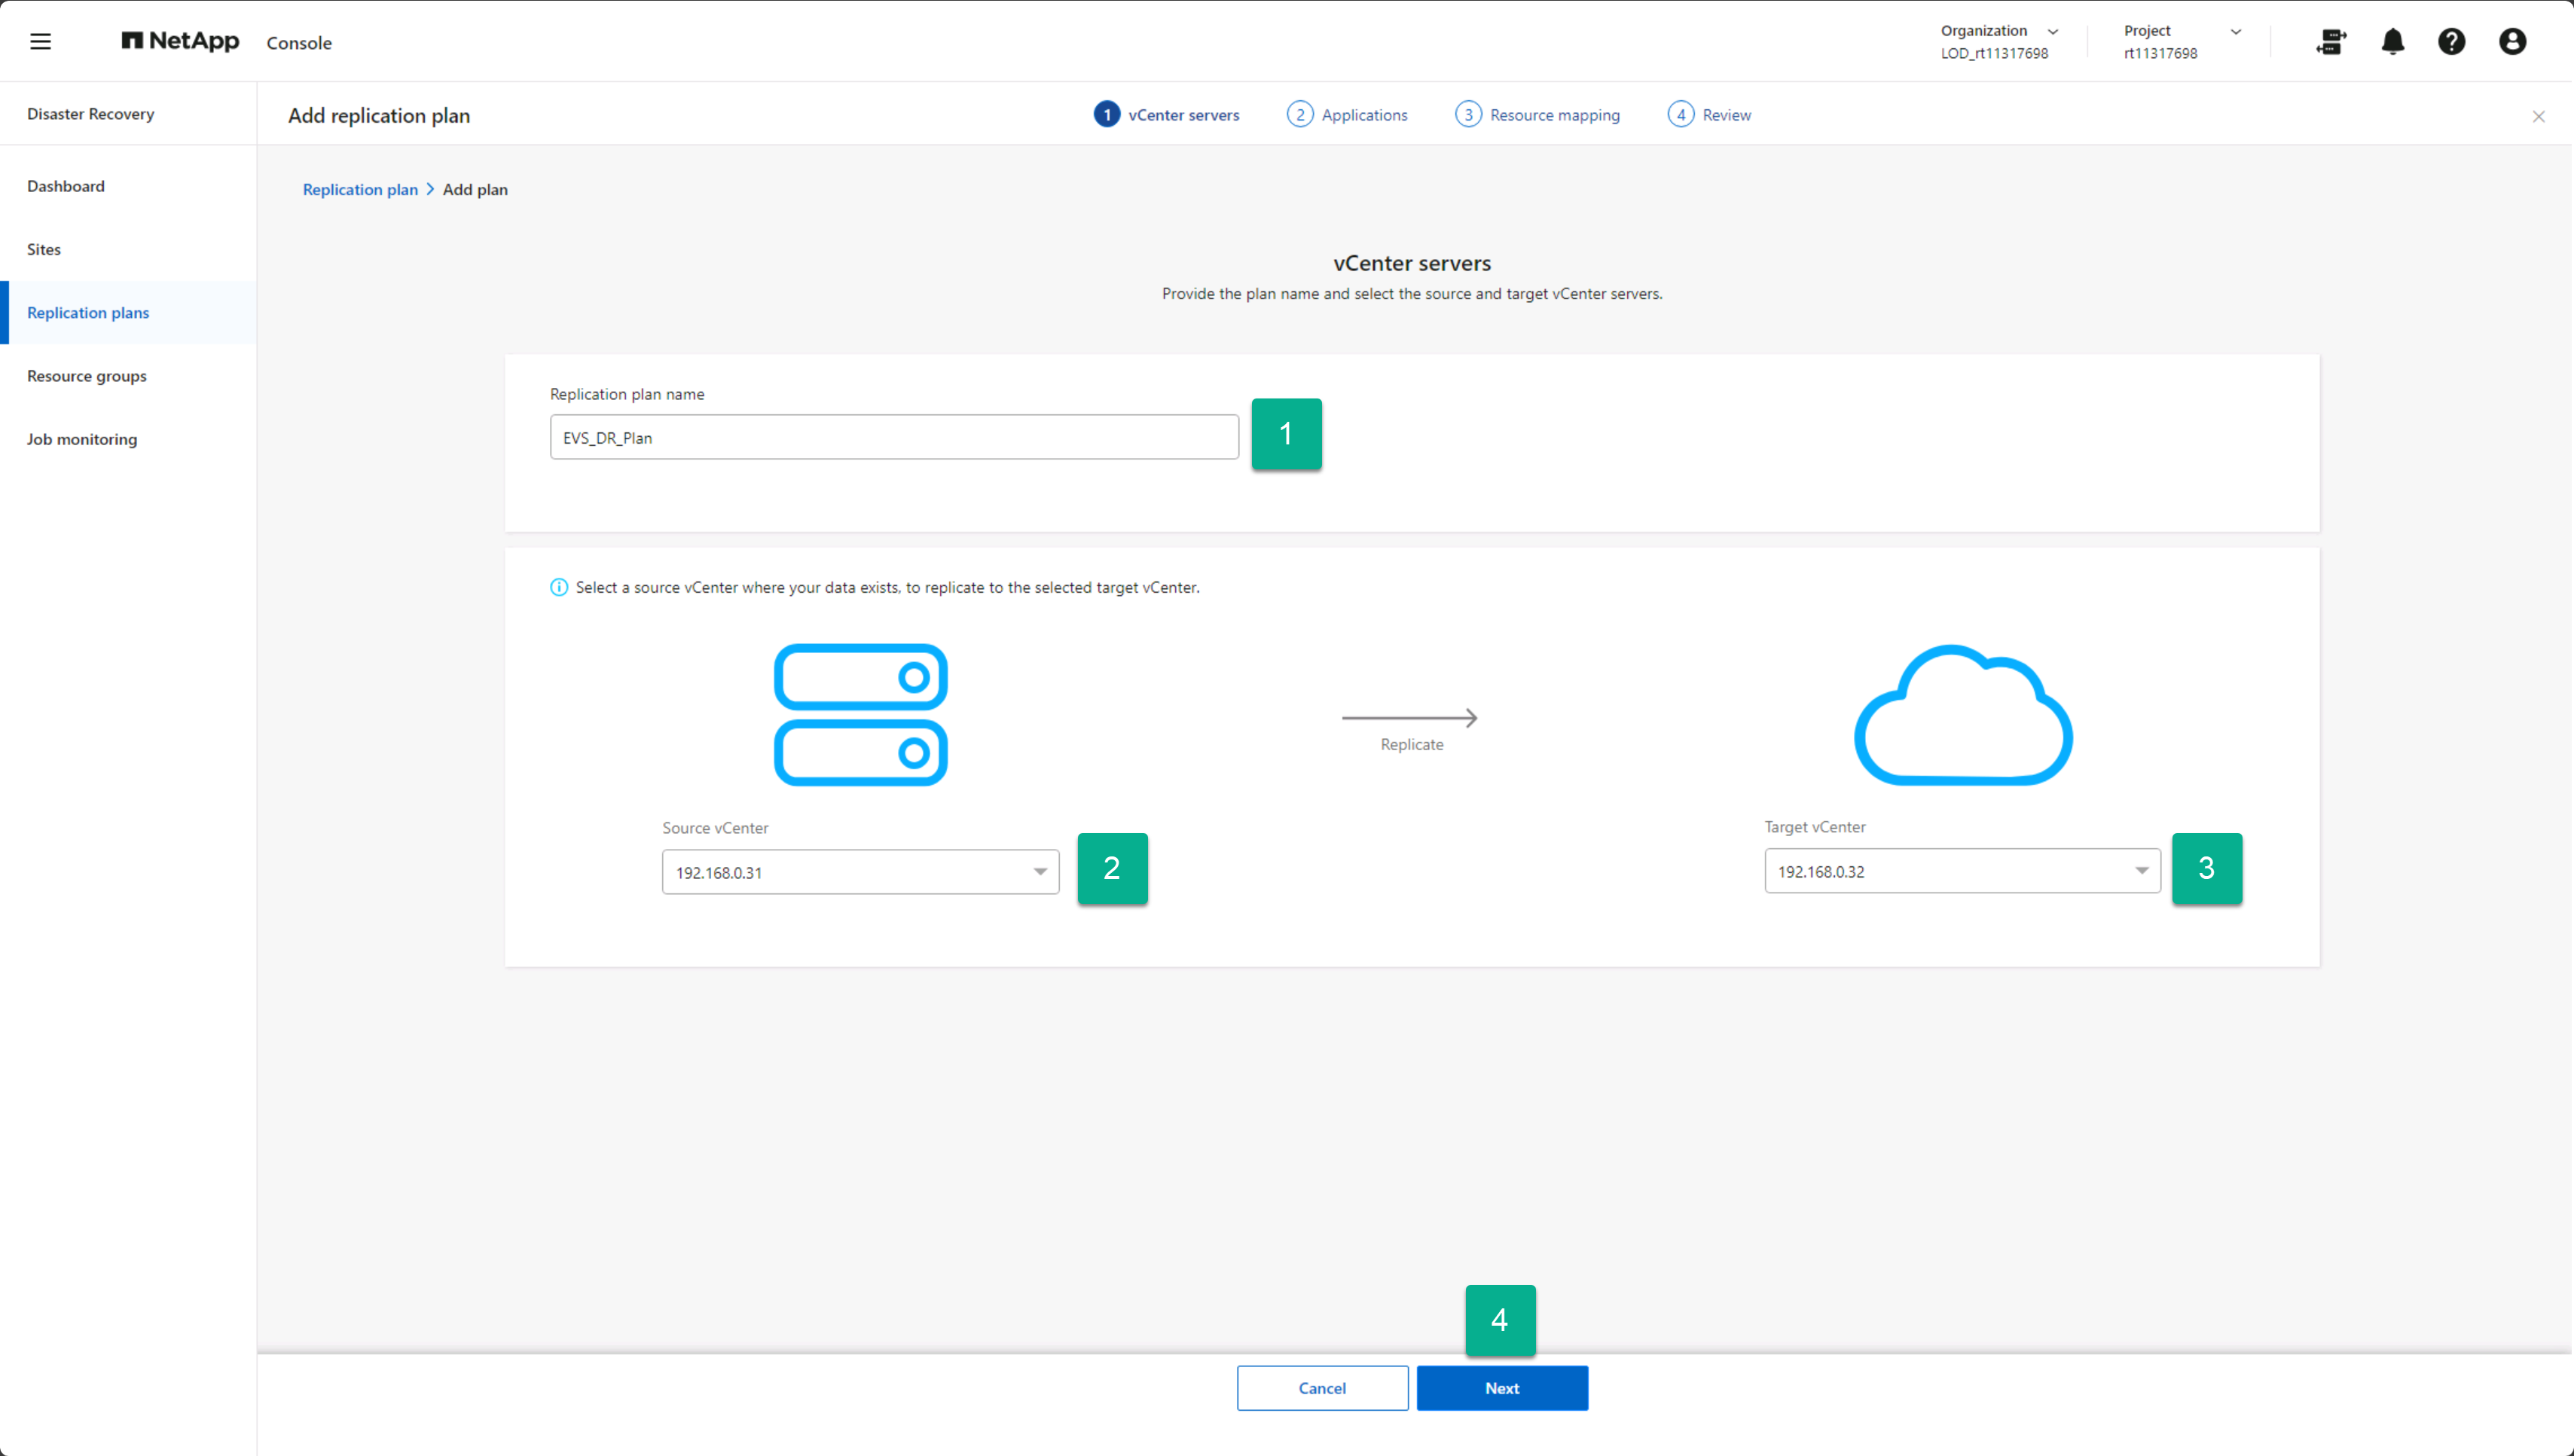 NetApp Console
Organization
LOD_rt11317698
Project
rt11317698
Disaster Recovery
Add replication plan
1 vCenter servers
2 Applications
3 Resource mapping
4 Review
Dashboard
Sites
Replication plans
Resource groups
Job monitoring
Replication plan > Add plan
vCenter servers
Provide the plan name and select the source and target vCenter servers.
Replication plan name
EVS_DR_Plan
1
Select a source vCenter where your data exists, to replicate to the selected target vCenter.
Replicate
Source vCenter
192.168.0.31
2
Target vCenter
192.168.0.32
3
4
Cancel
Next